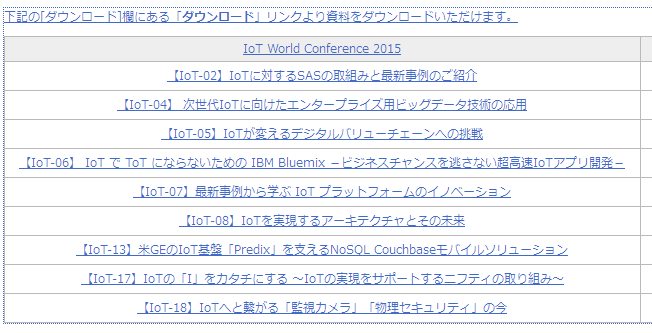 下記の[ダウンロード]欄にある「ダウンロード」リンクより資料をダウンロードいただけます。
IoT World Conference 2015
【IoT-02】IoTに対するSASの取組みと最新事例のご紹介
【IoT-04】 次世代IoTに向けたエンタープライズ用ビッグデータ技術の応用
【IoT-05】IoTが変えるデジタルバリューチェーンへの挑戦
【IoT-06】 IoT で ToT にならないための IBM Bluemix －ビジネスチャンスを逃さない超高速IoTアプリ開発－
【IoT-07】最新事例から学ぶ IoT プラットフォームのイノベーション
【IoT-08】IoTを実現するアーキテクチャとその未来
【IoT-13】米GEのIoT基盤「Predix」を支えるNoSQL Couchbaseモバイルソリューション
【IoT-17】IoTの「I」をカタチにする ～IoTの実現をサポートするニフティの取り組み～
【IoT-18】IoTへと繋がる「監視カメラ」「物理セキュリティ」の今